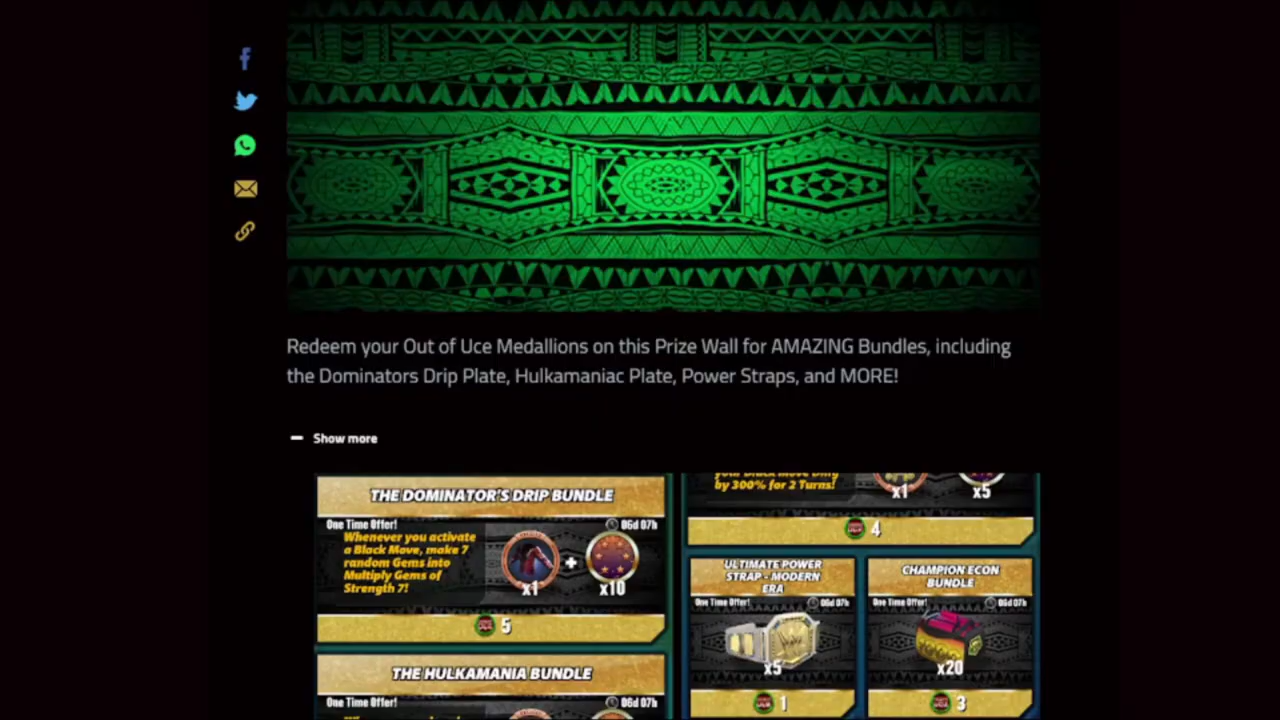 Redeem your Out of Uce Medallions on this Prize Wall for AMAZING Bundles, including
the Dominators Drip Plate, Hulkamaniac Plate, Power Straps, and MORE!
Show more
THE DOMINATOR'S DRIP BUNDLE
One Time Offer!
06d 07h
Whenever you activate
a Black Move, make 7
random Gems into
Multiply Gems of
Strength 7!
x1
+
x10
5
THE HULKAMANIA BUNDLE
One Time Offer!
06d 07h
by 300% for 2 Turns!
x1
x5
4
ULTIMATE POWER
STRAP - MODERN
ERA
One Time Offer!
06d 07h
x5
1
CHAMPION ECON
BUNDLE
One Time Offer!
06d 07h
x20
3